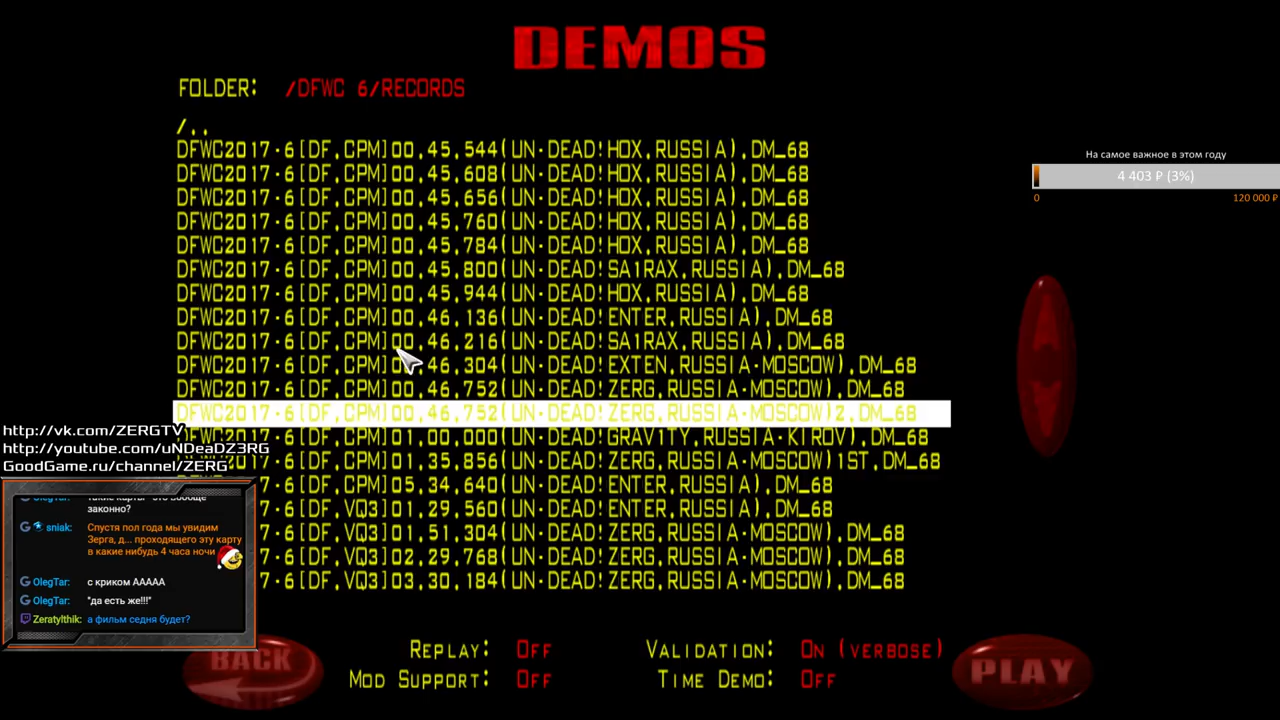 DEMOS
FOLDER: /DFWC 6/RECORDS
/..
DFWC2017-6[DF.CPM]00.45.544(UN-DEAD!HOX.RUSSIA).DM_68
DFWC2017-6[DF.CPM]00.45.608(UN-DEAD!HOX.RUSSIA).DM_68
DFWC2017-6[DF.CPM]00.45.656(UN-DEAD!HOX.RUSSIA).DM_68
DFWC2017-6[DF.CPM]00.45.760(UN-DEAD!HOX.RUSSIA).DM_68
DFWC2017-6[DF.CPM]00.45.784(UN-DEAD!HOX.RUSSIA).DM_68
DFWC2017-6[DF.CPM]00.45.800(UN-DEAD!SA1RAX.RUSSIA).DM_68
DFWC2017-6[DF.CPM]00.45.944(UN-DEAD!HOX.RUSSIA).DM_68
DFWC2017-6[DF.CPM]00.46.136(UN-DEAD!ENTER.RUSSIA).DM_68
DFWC2017-6[DF.CPM]00.46.216(UN-DEAD!SA1RAX.RUSSIA).DM_68
DFWC2017-6[DF.CPM]00.46.304(UN-DEAD!EXTEN.RUSSIA-MOSCOW).DM_68
DFWC2017-6[DF.CPM]00.46.752(UN-DEAD!ZERG.RUSSIA-MOSCOW).DM_68
DFWC2017-6[DF.CPM]00.46.752(UN-DEAD!ZERG.RUSSIA-MOSCOW)2.DM_68
DFWC2017-6[DF.CPM]01.00.000(UN-DEAD!GRAV1TY.RUSSIA-KIROV).DM_68
DFWC2017-6[DF.CPM]01.35.856(UN-DEAD!ZERG.RUSSIA-MOSCOW)1ST.DM_68
7-6[DF.CPM]05.34.640(UN-DEAD!ENTER.RUSSIA).DM_68
7-6[DF.VQ3]01.29.560(UN-DEAD!ENTER.RUSSIA).DM_68
7-6[DF.VQ3]01.51.304(UN-DEAD!ZERG.RUSSIA-MOSCOW).DM_68
7-6[DF.VQ3]02.29.768(UN-DEAD!ZERG.RUSSIA-MOSCOW).DM_68
7-6[DF.VQ3]03.30.184(UN-DEAD!ZERG.RUSSIA-MOSCOW).DM_68
На самое важное в этом году
4 403 ₽ (3%)
0 120 000 ₽
http://vk.com/ZERGTV
http://youtube.com/uNDeaDZ3RG
GoodGame.ru/channel/ZERG
OlegTar: такие карты - это вообще
законно?
sniak: Спустя пол года мы увидим
Зерга, д... проходящего эту карту
в какие нибудь 4 часа ночи
OlegTar: с криком ААААА
OlegTar: "да есть же!!!"
Zeratylthik: а фильм седня будет?
REPLAY: OFF VALIDATION: ON (VERBOSE)
MOD SUPPORT: OFF TIME DEMO: OFF
BACK
PLAY